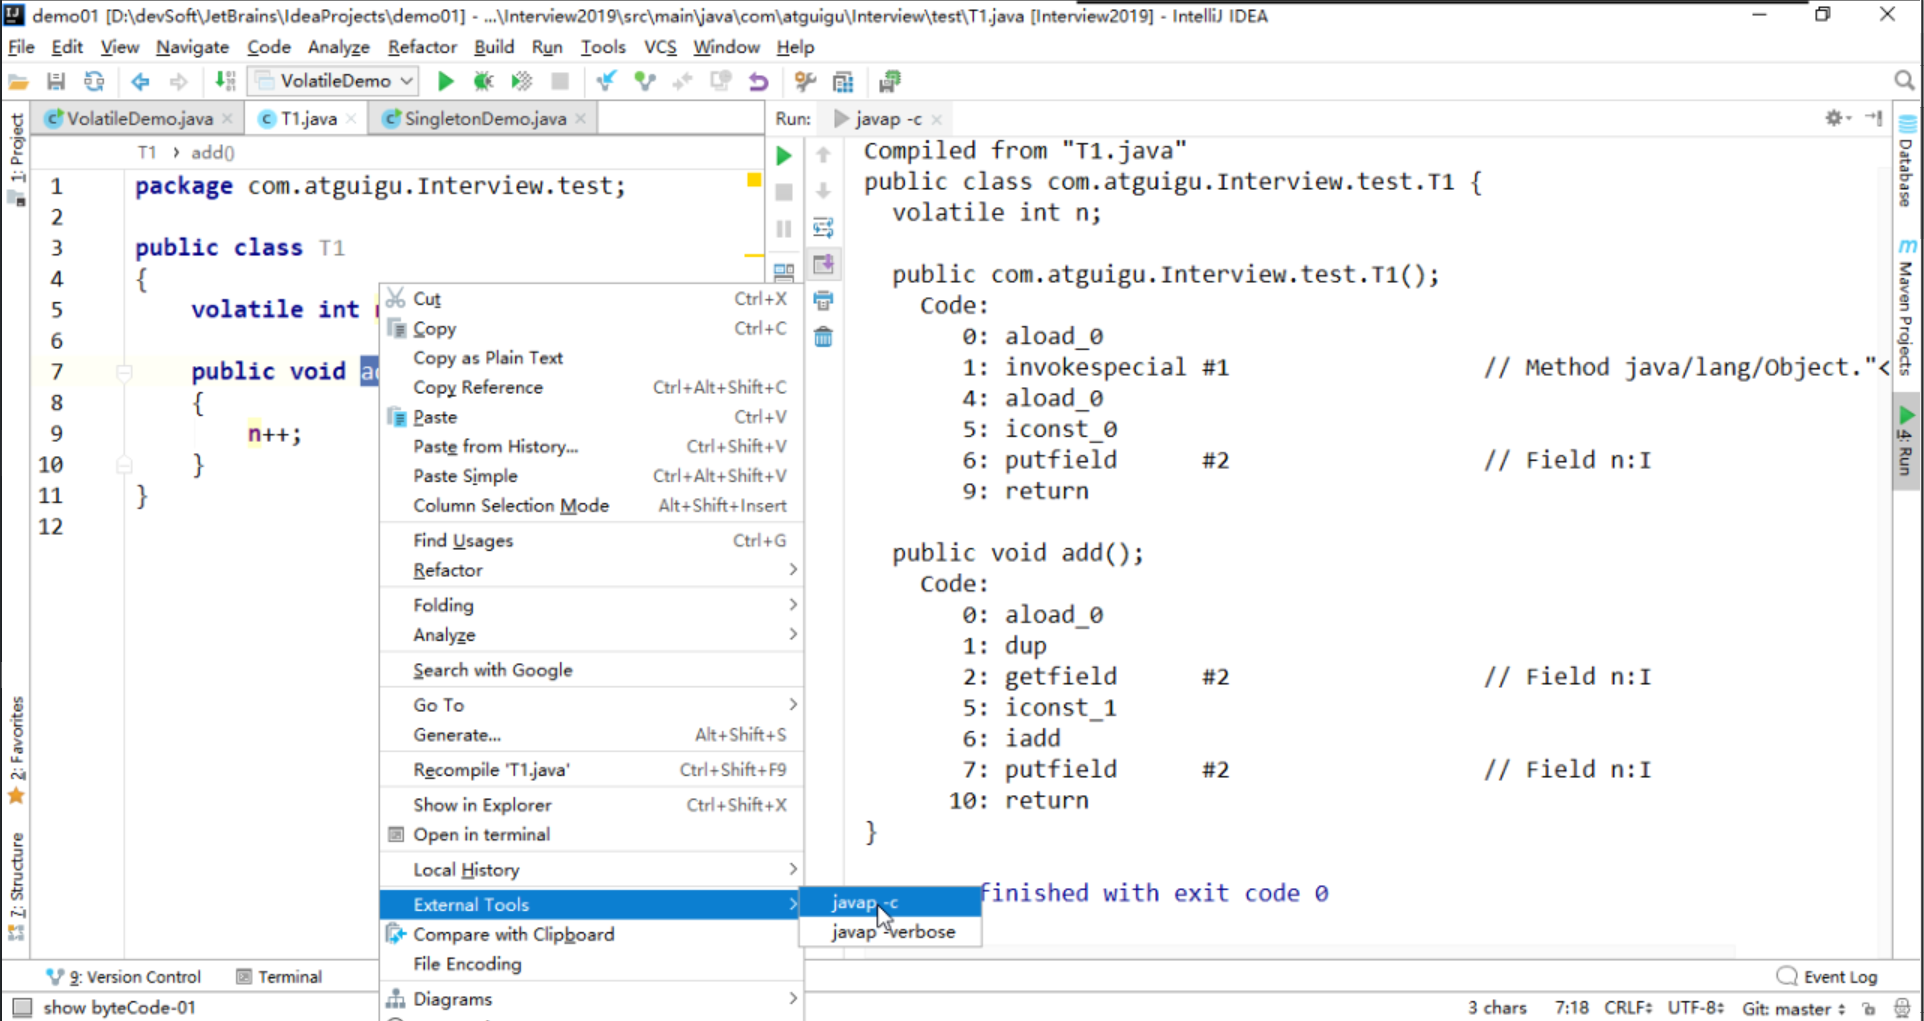 demo01 [D:\devSoft\JetBrains\IdeaProjects\demo01] - ...\Interview2019\src\main\java\com\atguigu\Interview\test\T1.java [Interview2019] - IntelliJ IDEA
File Edit View Navigate Code Analyze Refactor Build Run Tools VCS Window Help
VolatileDemo
VolatileDemo.java
T1.java
SingletonDemo.java
T1 › add()
1 package com.atguigu.Interview.test;
2
3 public class T1
4 {
5 volatile int
6
7 public void
8 {
9 n++;
10 }
11 }
12
Cut Ctrl+X
Copy Ctrl+C
Copy as Plain Text
Copy Reference Ctrl+Alt+Shift+C
Paste Ctrl+V
Paste from History... Ctrl+Shift+V
Paste Simple Ctrl+Alt+Shift+V
Column Selection Mode Alt+Shift+Insert
Find Usages Ctrl+G
Refactor
Folding
Analyze
Search with Google
Go To
Generate... Alt+Shift+S
Recompile 'T1.java' Ctrl+Shift+F9
Show in Explorer Ctrl+Shift+X
Open in terminal
Local History
External Tools
Compare with Clipboard
File Encoding
Diagrams
javap -c
javap -verbose
Run: javap -c
Compiled from "T1.java"
public class com.atguigu.Interview.test.T1 {
volatile int n;
public com.atguigu.Interview.test.T1();
Code:
0: aload_0
1: invokespecial #1 // Method java/lang/Object."<
4: aload_0
5: iconst_0
6: putfield #2 // Field n:I
9: return
public void add();
Code:
0: aload_0
1: dup
2: getfield #2 // Field n:I
5: iconst_1
6: iadd
7: putfield #2 // Field n:I
10: return
}
finished with exit code 0
1: Project
2: Favorites
7: Structure
Database
Maven Projects
4: Run
9: Version Control
Terminal
Event Log
show byteCode-01
3 chars 7:18 CRLF UTF-8 Git: master